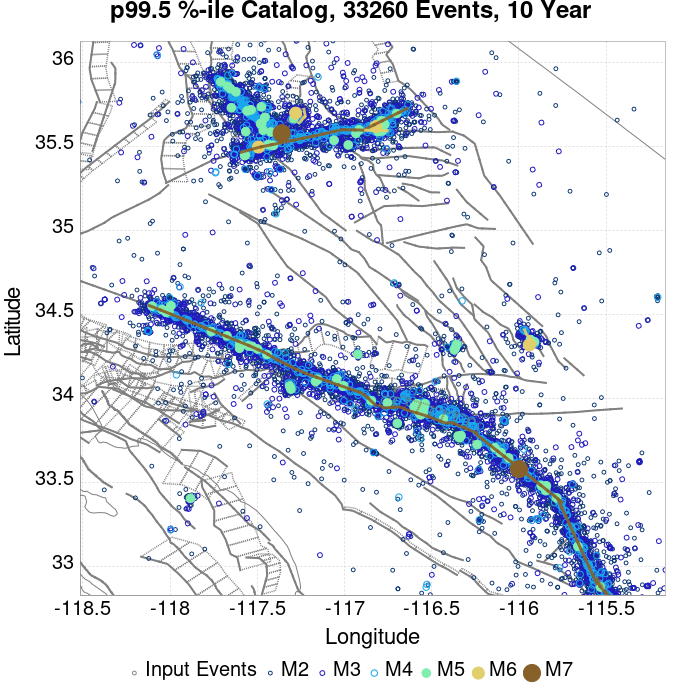 p99.5 %-ile Catalog, 33260 Events, 10 Year
36
35.5
35
34.5
34
33.5
33
Latitude
-118.5 -118 -117.5 -117 -116.5 -116 -115.5
Longitude
Input Events M2 M3 M4 M5 M6 M7